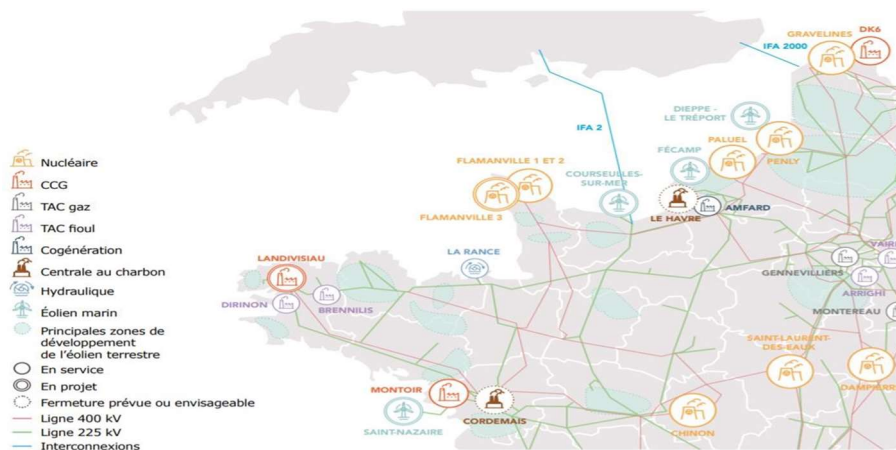 DK6
GRAVELINES
IFA 2000
DIEPPE -
LE TRÉPORT
IFA 2
PALUEL
PENLY
FÉCAMP
FLAMANVILLE 1 ET 2
COURSEULLES-
SUR-MER
FLAMANVILLE 3
LE HAVRE
AMFARD
LA RANCE
LANDIVISIAU
GENNEVILLIERS
DIRINON
BRENNILIS
ARRIGHI
MONTEREAU
SAINT-LAURENT-
DES-EAUX
MONTOIR
SAINT-NAZAIRE
CORDEMAIS
CHINON
Nucléaire
CCG
TAC gaz
TAC fioul
Cogénération
Centrale au charbon
Hydraulique
Éolien marin
Principales zones de
développement
de l'éolien terrestre
En service
En projet
Fermeture prévue ou envisageable
Ligne 400 kV
Ligne 225 kV
Interconnexions